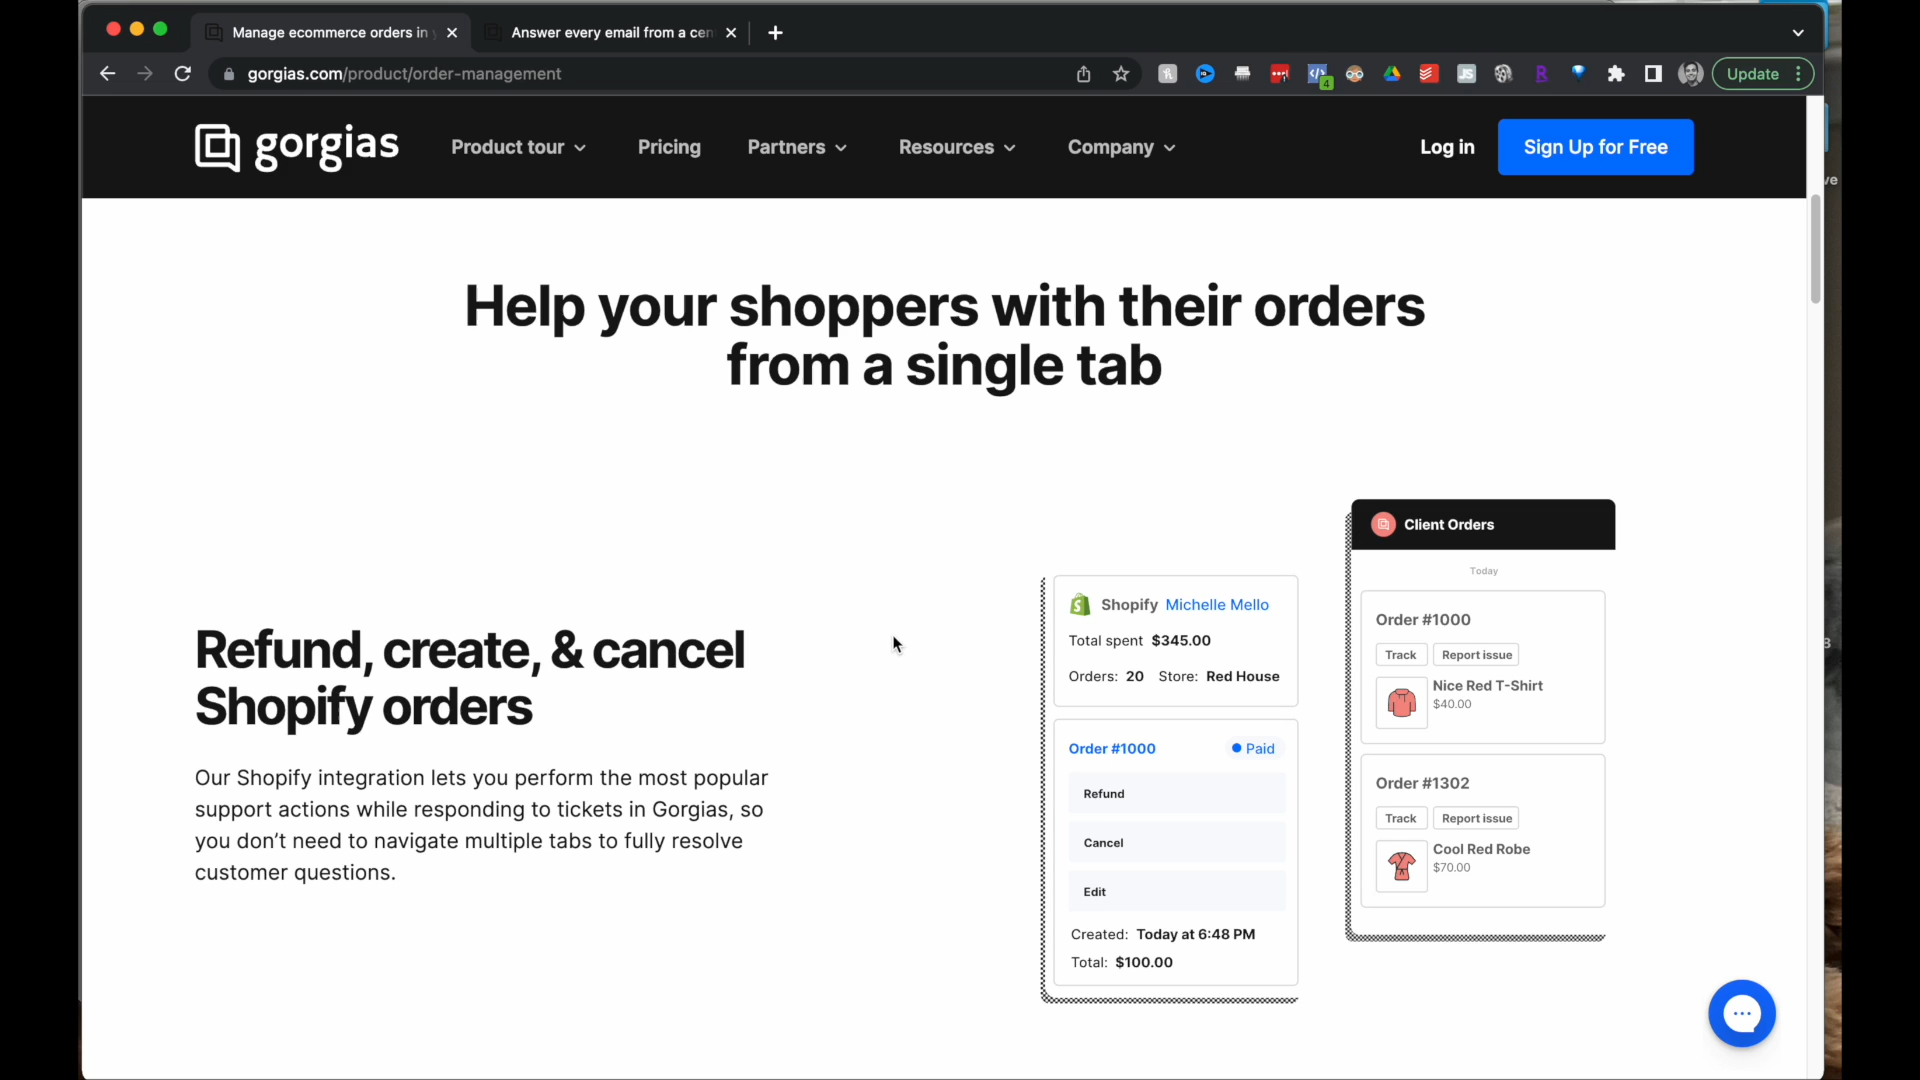 Manage ecommerce orders in
Answer every email from a cen
gorgias.com/product/order-management
4
Update
gorgias
Product tour
Pricing
Partners
Resources
Company
Log in
Sign Up for Free
Help your shoppers with their orders
from a single tab
Refund, create, & cancel
Shopify orders
Our Shopify integration lets you perform the most popular
support actions while responding to tickets in Gorgias, so
you don’t need to navigate multiple tabs to fully resolve
customer questions.
Shopify Michelle Mello
Total spent $345.00
Orders: 20 Store: Red House
Order #1000 Paid
Refund
Cancel
Edit
Created: Today at 6:48 PM
Total: $100.00
Client Orders
Today
Order #1000
Track Report issue
Nice Red T-Shirt
$40.00
Order #1302
Track Report issue
Cool Red Robe
$70.00